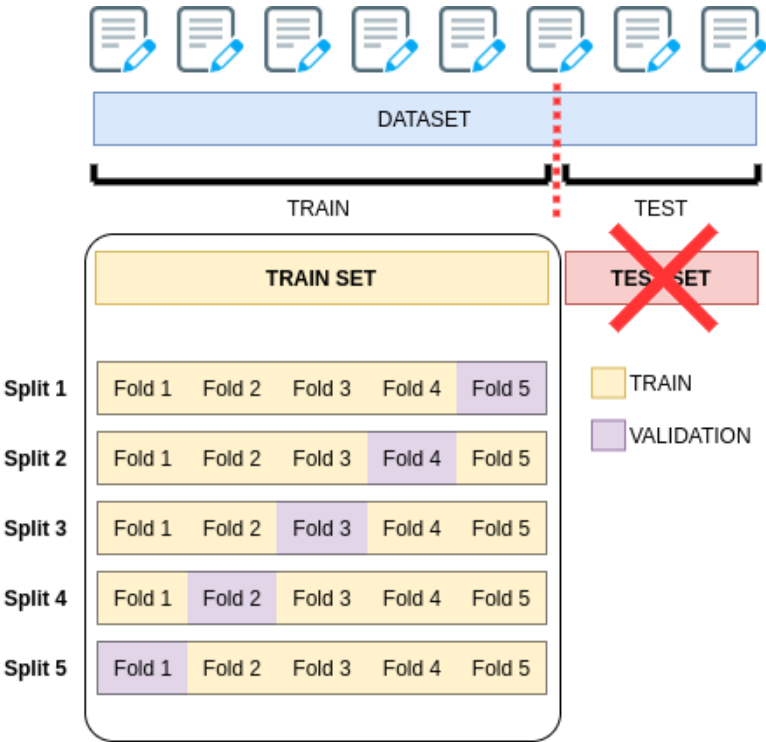 DATASET
TRAIN TEST
TRAIN SET TEST SET
Split 1 Fold 1 Fold 2 Fold 3 Fold 4 Fold 5 TRAIN
VALIDATION
Split 2 Fold 1 Fold 2 Fold 3 Fold 4 Fold 5
Split 3 Fold 1 Fold 2 Fold 3 Fold 4 Fold 5
Split 4 Fold 1 Fold 2 Fold 3 Fold 4 Fold 5
Split 5 Fold 1 Fold 2 Fold 3 Fold 4 Fold 5